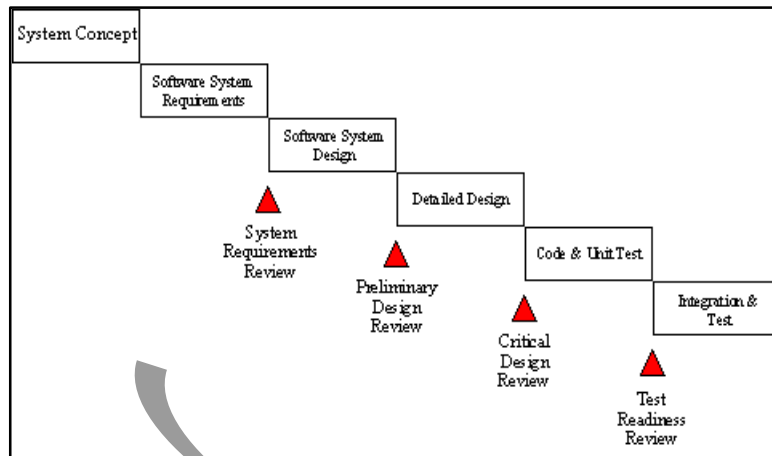 System Concept
Software System
Requirements
Software System
Design
Detailed Design
System
Requirements
Review
Code & Unit Test
Preliminary
Design
Review
Integration &
Test
Critical
Design
Review
Test
Readiness
Review